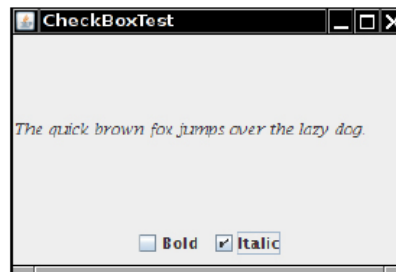 CheckBoxTest
The quick brown fox jumps over the lazy dog.
Bold Italic